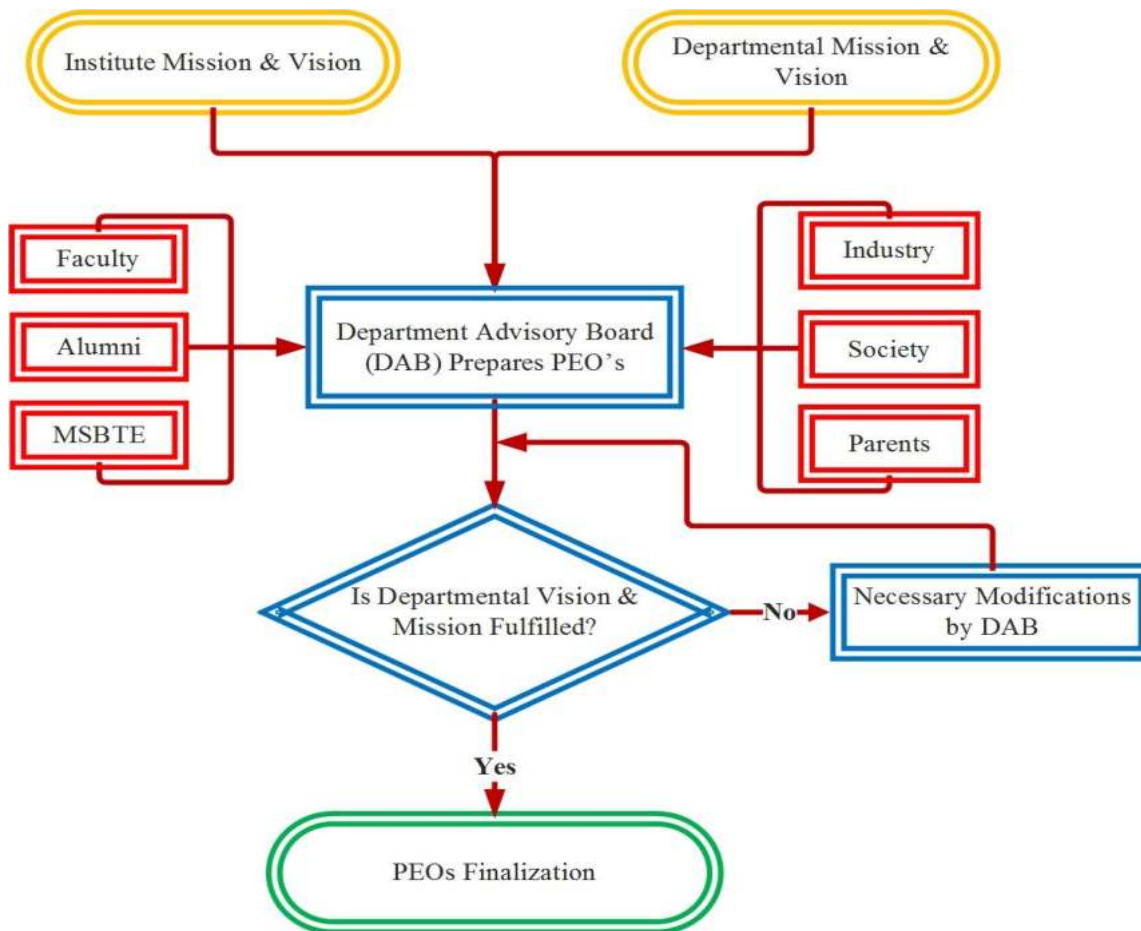 Institute Mission & Vision
Departmental Mission &
Vision
Faculty
Alumni
MSBTE
Department Advisory Board
(DAB) Prepares PEO’s
Industry
Society
Parents
Is Departmental Vision &
Mission Fulfilled?
No
Necessary Modifications
by DAB
Yes
PEOs Finalization